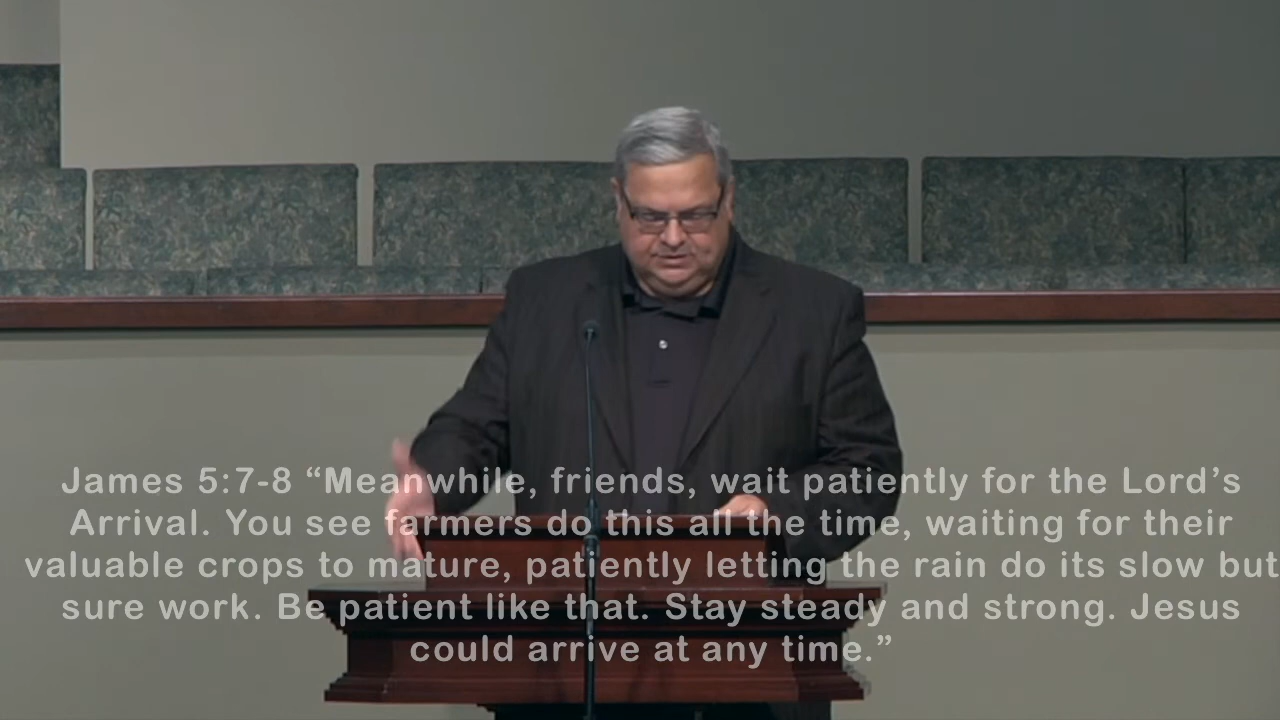 James 5:7-8 “Meanwhile, friends, wait patiently for the Lord’s
Arrival. You see farmers do this all the time, waiting for their
valuable crops to mature, patiently letting the rain do its slow but
sure work. Be patient like that. Stay steady and strong. Jesus
could arrive at any time.”